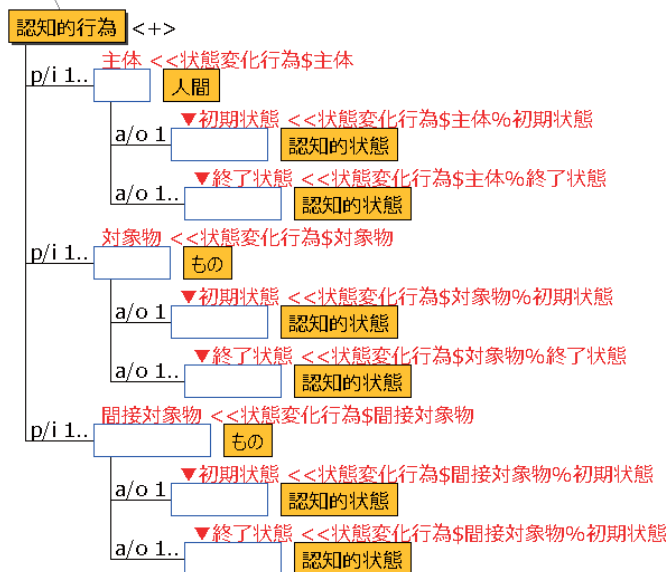 認知的行為 <+>
主体 <<状態変化行為$主体
p/i 1.. 人間
▼初期状態 <<状態変化行為$主体%初期状態
a/o 1 認知的状態
▼終了状態 <<状態変化行為$主体%終了状態
a/o 1.. 認知的状態
対象物 <<状態変化行為$対象物
p/i 1.. もの
▼初期状態 <<状態変化行為$対象物%初期状態
a/o 1 認知的状態
▼終了状態 <<状態変化行為$対象物%終了状態
a/o 1.. 認知的状態
間接対象物 <<状態変化行為$間接対象物
p/i 1.. もの
▼初期状態 <<状態変化行為$間接対象物%初期状態
a/o 1 認知的状態
▼終了状態 <<状態変化行為$間接対象物%初期状態
a/o 1.. 認知的状態